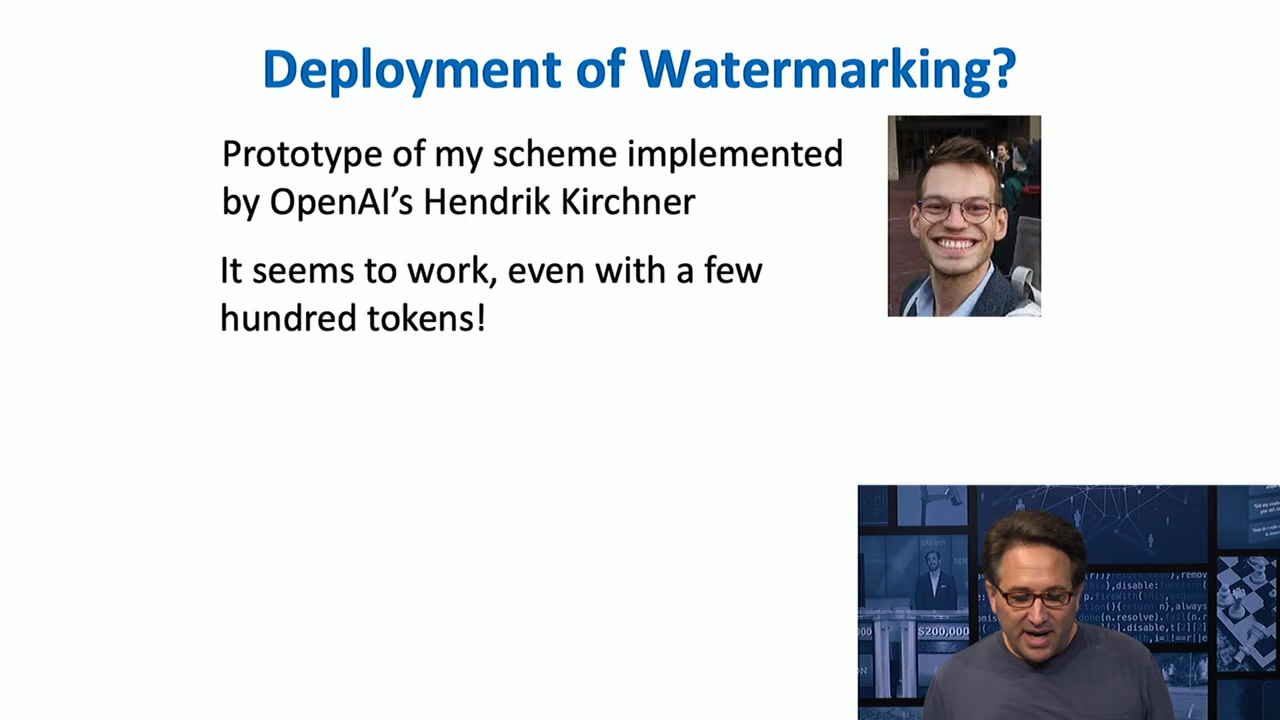 Deployment of Watermarking?
Prototype of my scheme implemented
by OpenAI’s Hendrik Kirchner
It seems to work, even with a few
hundred tokens!
$200,000